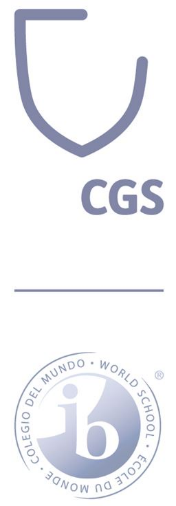 CGS
COLEGIO DEL MUNDO · WORLD SCHOOL · ÉCOLE DU MONDE ·
®
ib